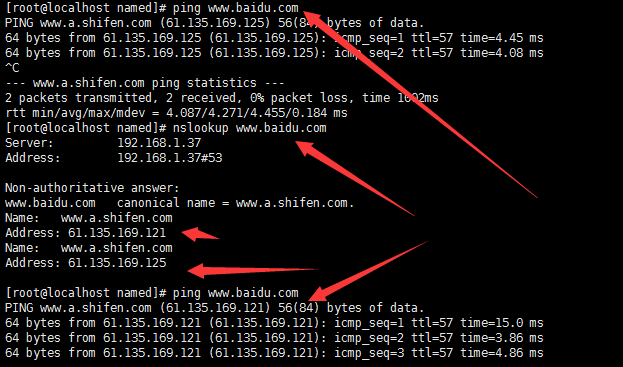 [root@localhost named]# ping www.baidu.com
PING www.a.shifen.com (61.135.169.125) 56(84) bytes of data.
64 bytes from 61.135.169.125 (61.135.169.125): icmp_seq=1 ttl=57 time=4.45 ms
64 bytes from 61.135.169.125 (61.135.169.125): icmp_seq=2 ttl=57 time=4.08 ms
^C
--- www.a.shifen.com ping statistics ---
2 packets transmitted, 2 received, 0% packet loss, time 1002ms
rtt min/avg/max/mdev = 4.087/4.271/4.455/0.184 ms
[root@localhost named]# nslookup www.baidu.com
Server: 192.168.1.37
Address: 192.168.1.37#53
Non-authoritative answer:
www.baidu.com canonical name = www.a.shifen.com.
Name: www.a.shifen.com
Address: 61.135.169.121
Name: www.a.shifen.com
Address: 61.135.169.125
[root@localhost named]# ping www.baidu.com
PING www.a.shifen.com (61.135.169.121) 56(84) bytes of data.
64 bytes from 61.135.169.121 (61.135.169.121): icmp_seq=1 ttl=57 time=15.0 ms
64 bytes from 61.135.169.121 (61.135.169.121): icmp_seq=2 ttl=57 time=3.86 ms
64 bytes from 61.135.169.121 (61.135.169.121): icmp_seq=3 ttl=57 time=4.86 ms